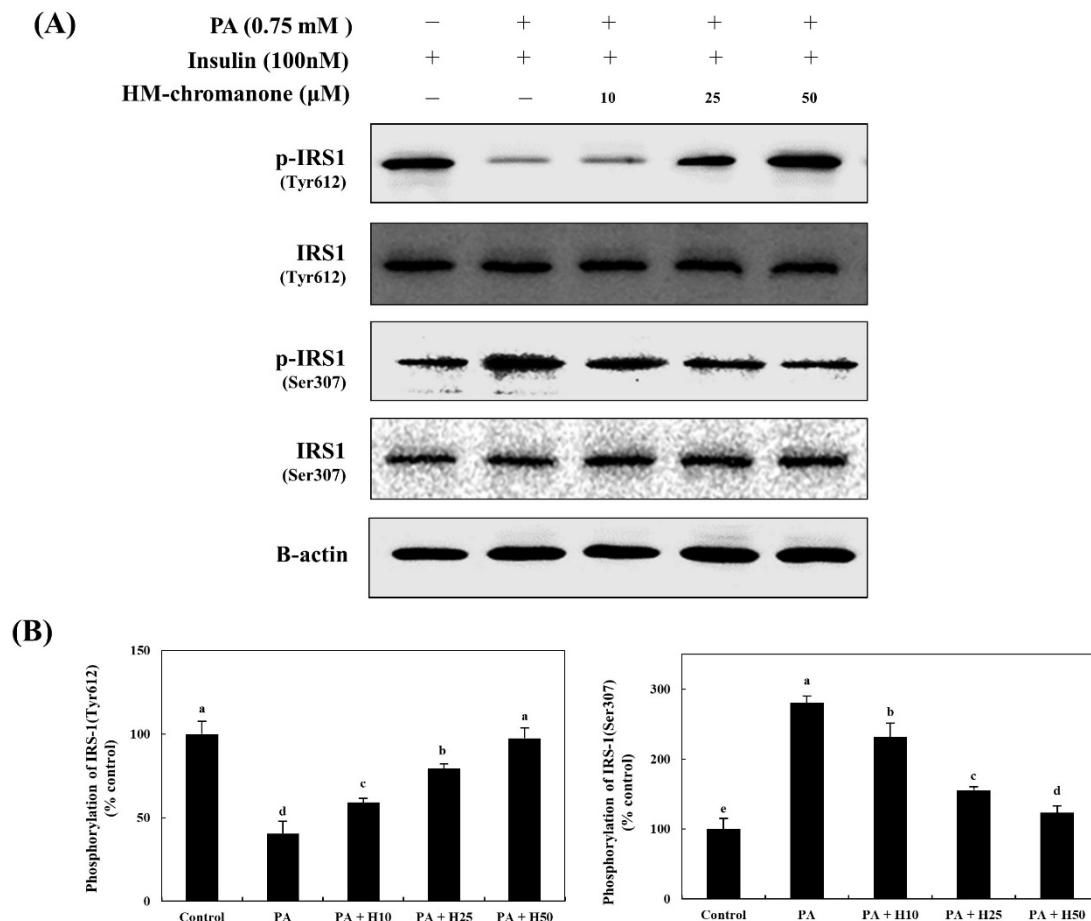 (A)
PA (0.75 mM ) − + + + +
Insulin (100nM) + + + + +
HM-chromanone (μM) − − 10 25 50
p-IRS1
(Tyr612)
IRS1
(Tyr612)
p-IRS1
(Ser307)
IRS1
(Ser307)
B-actin
(B)
Phosphorylation of IRS-1(Tyr612)
(% control)
150
100
50
0
a
d
c
b
a
Control PA PA + H10 PA + H25 PA + H50
Phosphorylation of IRS-1(Ser307)
(% control)
300
200
100
0
e
a
b
c
d
Control PA PA + H10 PA + H25 PA + H50